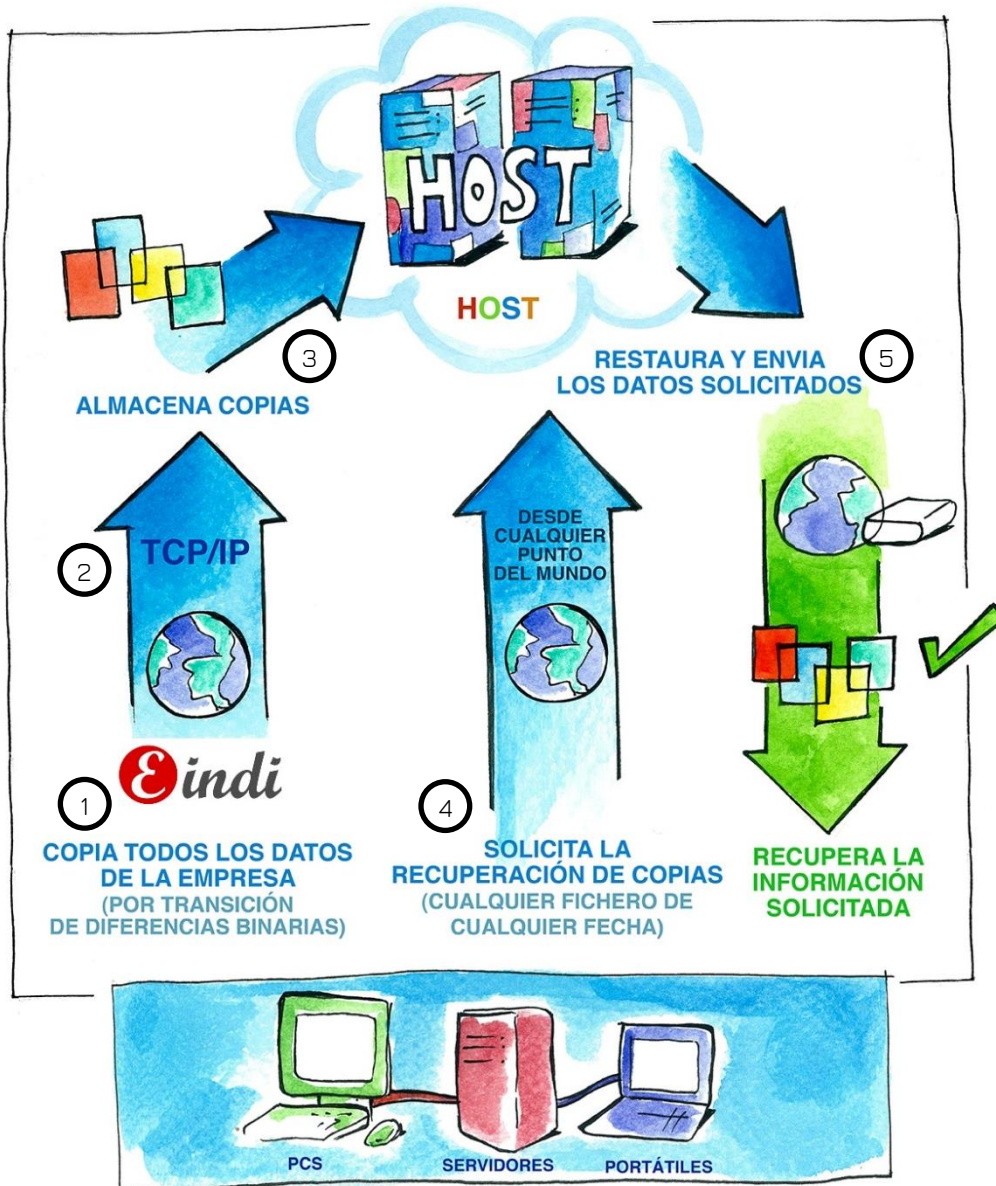 HOST
HOST
3
ALMACENA COPIAS
5
RESTAURA Y ENVIA
LOS DATOS SOLICITADOS
2
TCP/IP
DESDE
CUALQUIER
PUNTO
DEL MUNDO
1
Eindi
COPIA TODOS LOS DATOS
DE LA EMPRESA
(POR TRANSICIÓN
DE DIFERENCIAS BINARIAS)
4
SOLICITA LA
RECUPERACIÓN DE COPIAS
(CUALQUIER FICHERO DE
CUALQUIER FECHA)
RECUPERA LA
INFORMACIÓN
SOLICITADA
PCS
SERVIDORES
PORTÁTILES